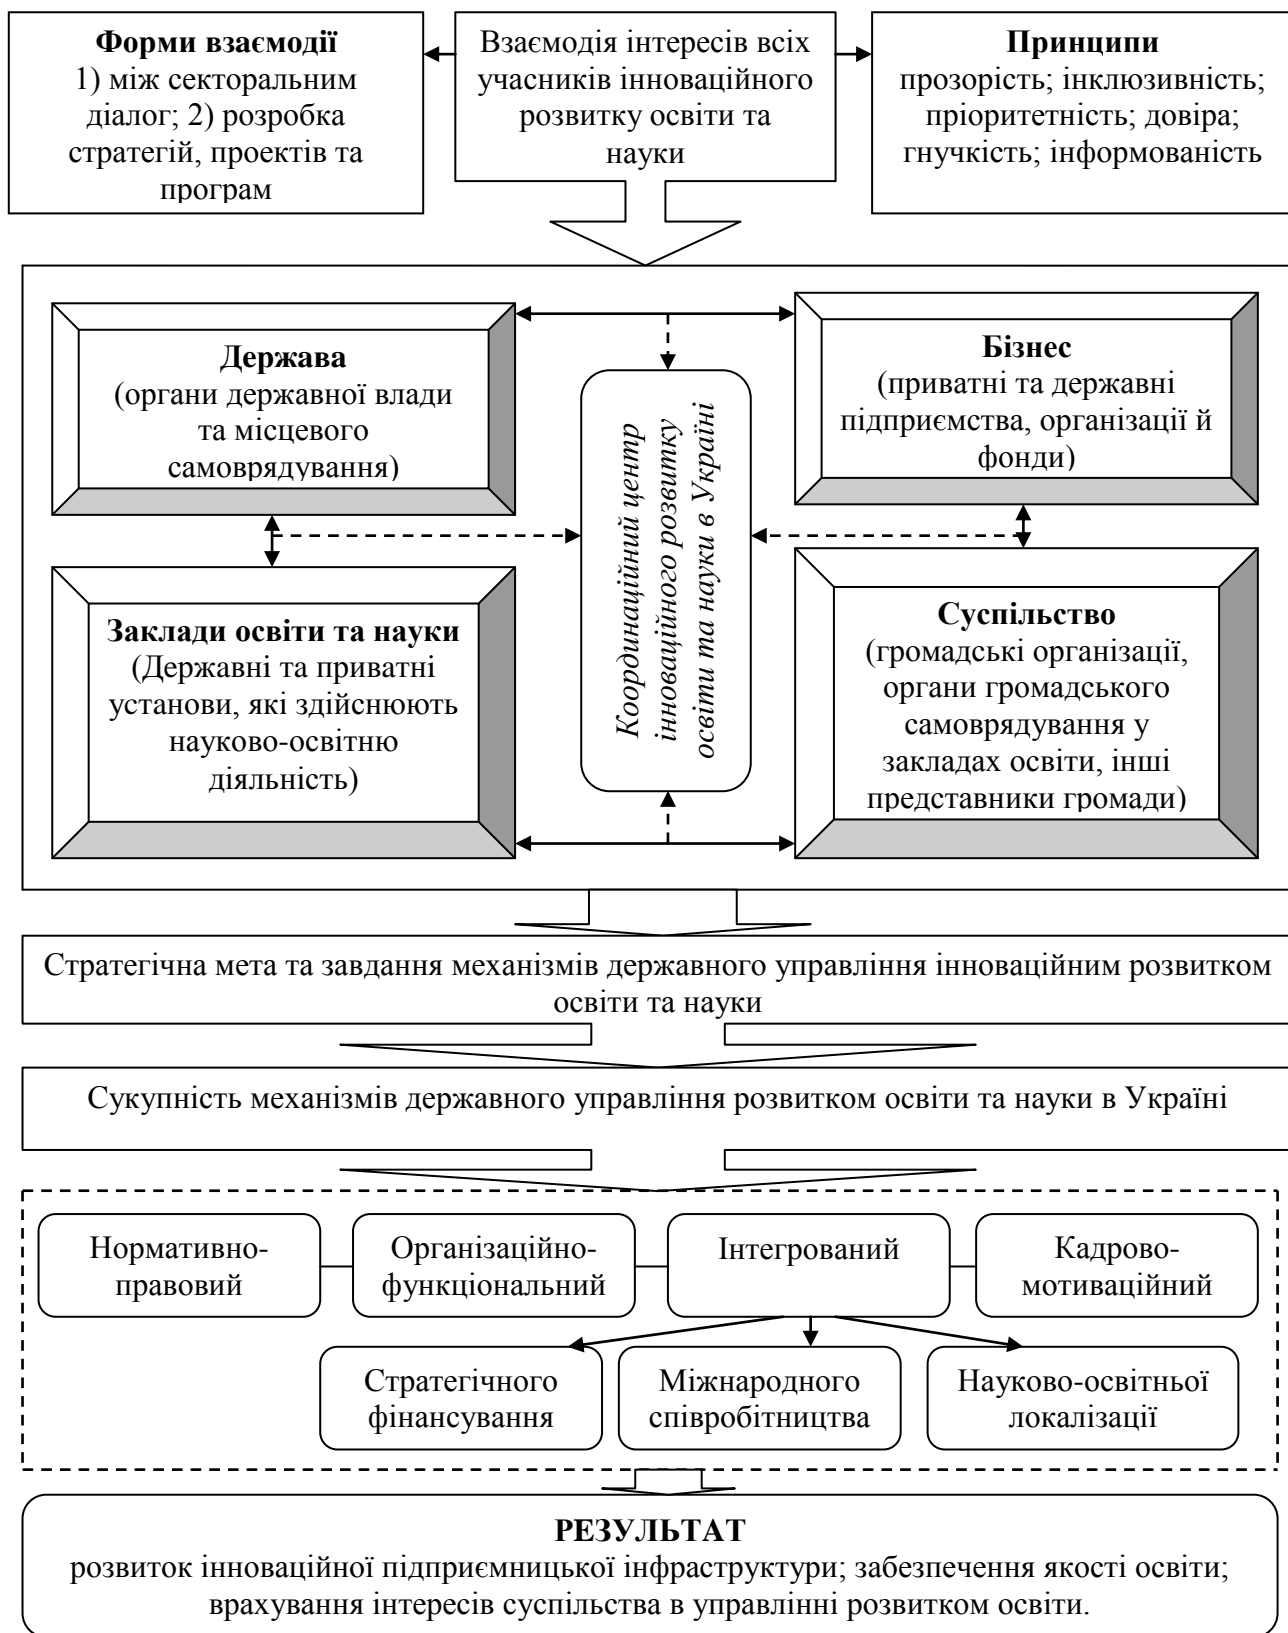 Форми взаємодії
1) між секторальним
діалог; 2) розробка
стратегій, проектів та
програм
Взаємодія інтересів всіх
учасників інноваційного
розвитку освіти та
науки
Принципи
прозорість; інклюзивність;
пріоритетність; довіра;
гнучкість; інформованість
Держава
(органи державної влади
та місцевого
самоврядування)
Бізнес
(приватні та державні
підприємства, організації й
фонди)
Координаційний центр
інноваційного розвитку
освіти та науки в Україні
Заклади освіти та науки
(Державні та приватні
установи, які здійснюють
науково-освітню
діяльність)
Суспільство
(громадські організації,
органи громадського
самоврядування у
закладах освіти, інші
представники громади)
Стратегічна мета та завдання механізмів державного управління інноваційним розвитком
освіти та науки
Сукупність механізмів державного управління розвитком освіти та науки в Україні
Нормативно-
правовий
Організаційно-
функціональний
Інтегрований
Кадрово-
мотиваційний
Стратегічного
фінансування
Міжнародного
співробітництва
Науково-освітньої
локалізації
РЕЗУЛЬТАТ
розвиток інноваційної підприємницької інфраструктури; забезпечення якості освіти;
врахування інтересів суспільства в управлінні розвитком освіти.